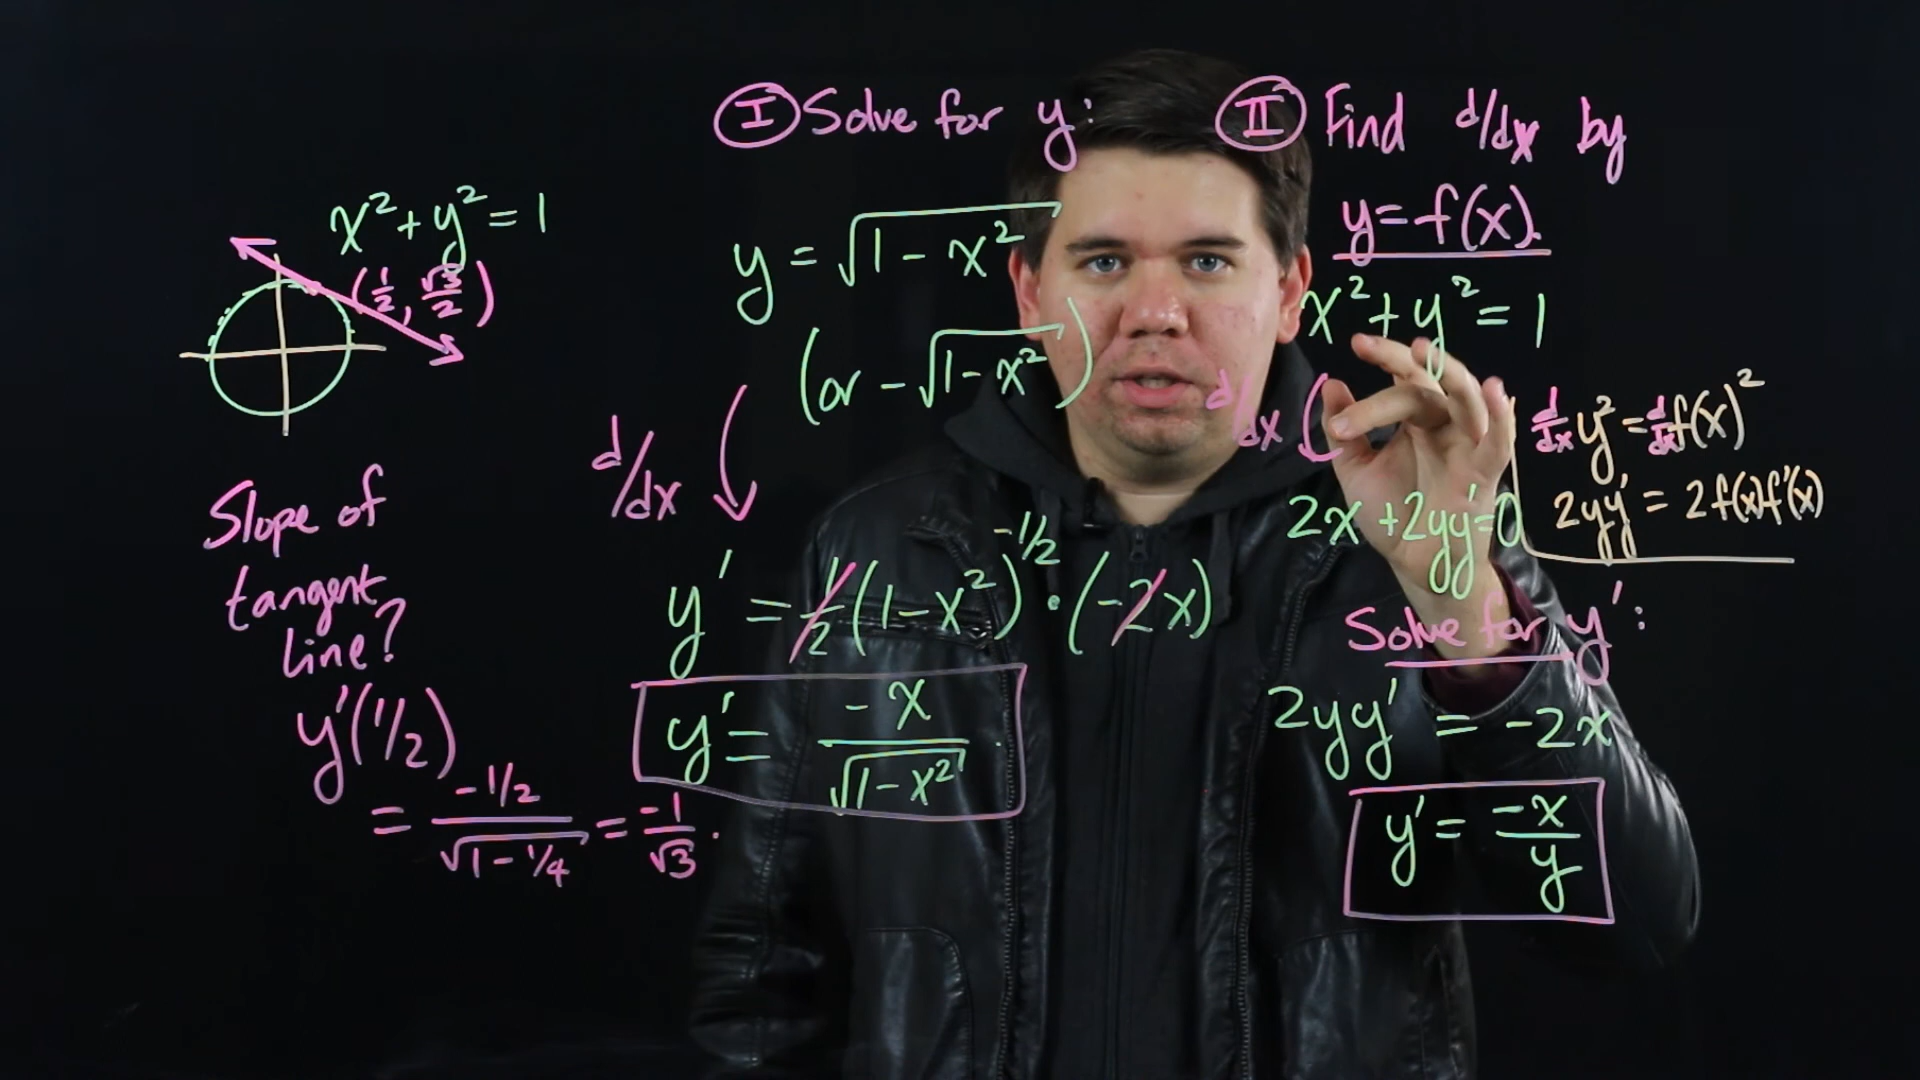 x² + y² = 1
(1/2, √3/2)
Slope of
tangent
line?
y'(1/2)
= -1/2 / √(1 - 1/4) = -1/√3 .
Ⓘ Solve for y:
y = √(1 - x²)
(or - √(1 - x²))
d/dx
y' = 1/2 (1 - x²)^(-1/2) · (-2x)
y' = -x / √(1 - x²) .
Ⓘⓘ Find d/dx by
y = f(x).
x² + y² = 1
d/dx
d/dx y² = d/dx f(x)²
2yy' = 2f(x)f'(x)
2x + 2yy' = 0
Solve for y':
2yy' = -2x
y' = -x/y